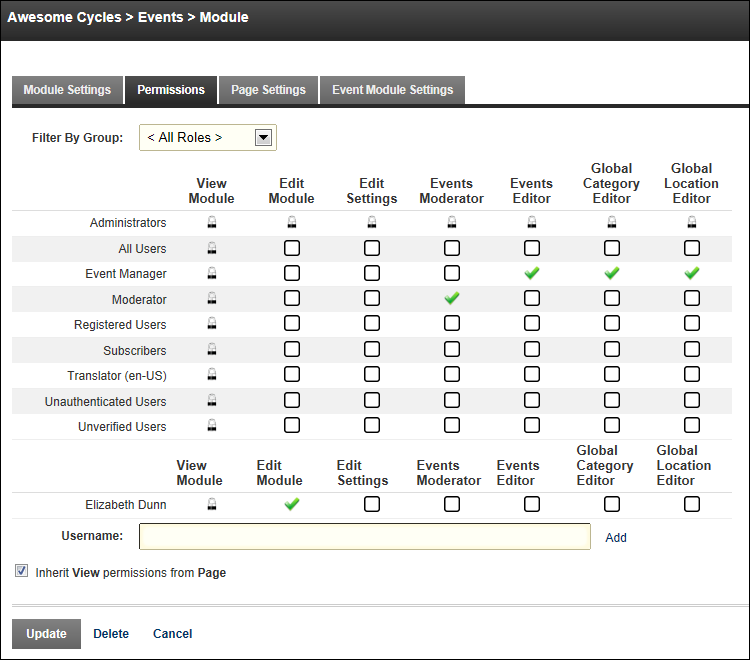 Awesome Cycles > Events > Module
Module Settings Permissions Page Settings Event Module Settings
Filter By Group: < All Roles >
View Module Edit Module Edit Settings Events Moderator Events Editor Global Category Editor Global Location Editor
Administrators
All Users
Event Manager
Moderator
Registered Users
Subscribers
Translator (en-US)
Unauthenticated Users
Unverified Users
View Module Edit Module Edit Settings Events Moderator Events Editor Global Category Editor Global Location Editor
Elizabeth Dunn
Username: Add
Inherit View permissions from Page
Update Delete Cancel